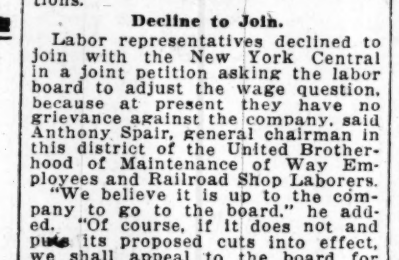 tions.
Decline to Join.
Labor representatives declined to
join with the New York Central
in a joint petition asking the labor
board to adjust the wage question,
because at present they have no
grievance against the company, said
Anthony Spair, general chairman in
this district of the United Brother-
hood of Maintenance of Way Em-
ployees and Railroad Shop Laborers.
"We believe it is up to the com-
pany to go to the board," he add-
ed. "Of course, if it does not and
puts its proposed cuts into effect,
we shall appeal to the board for